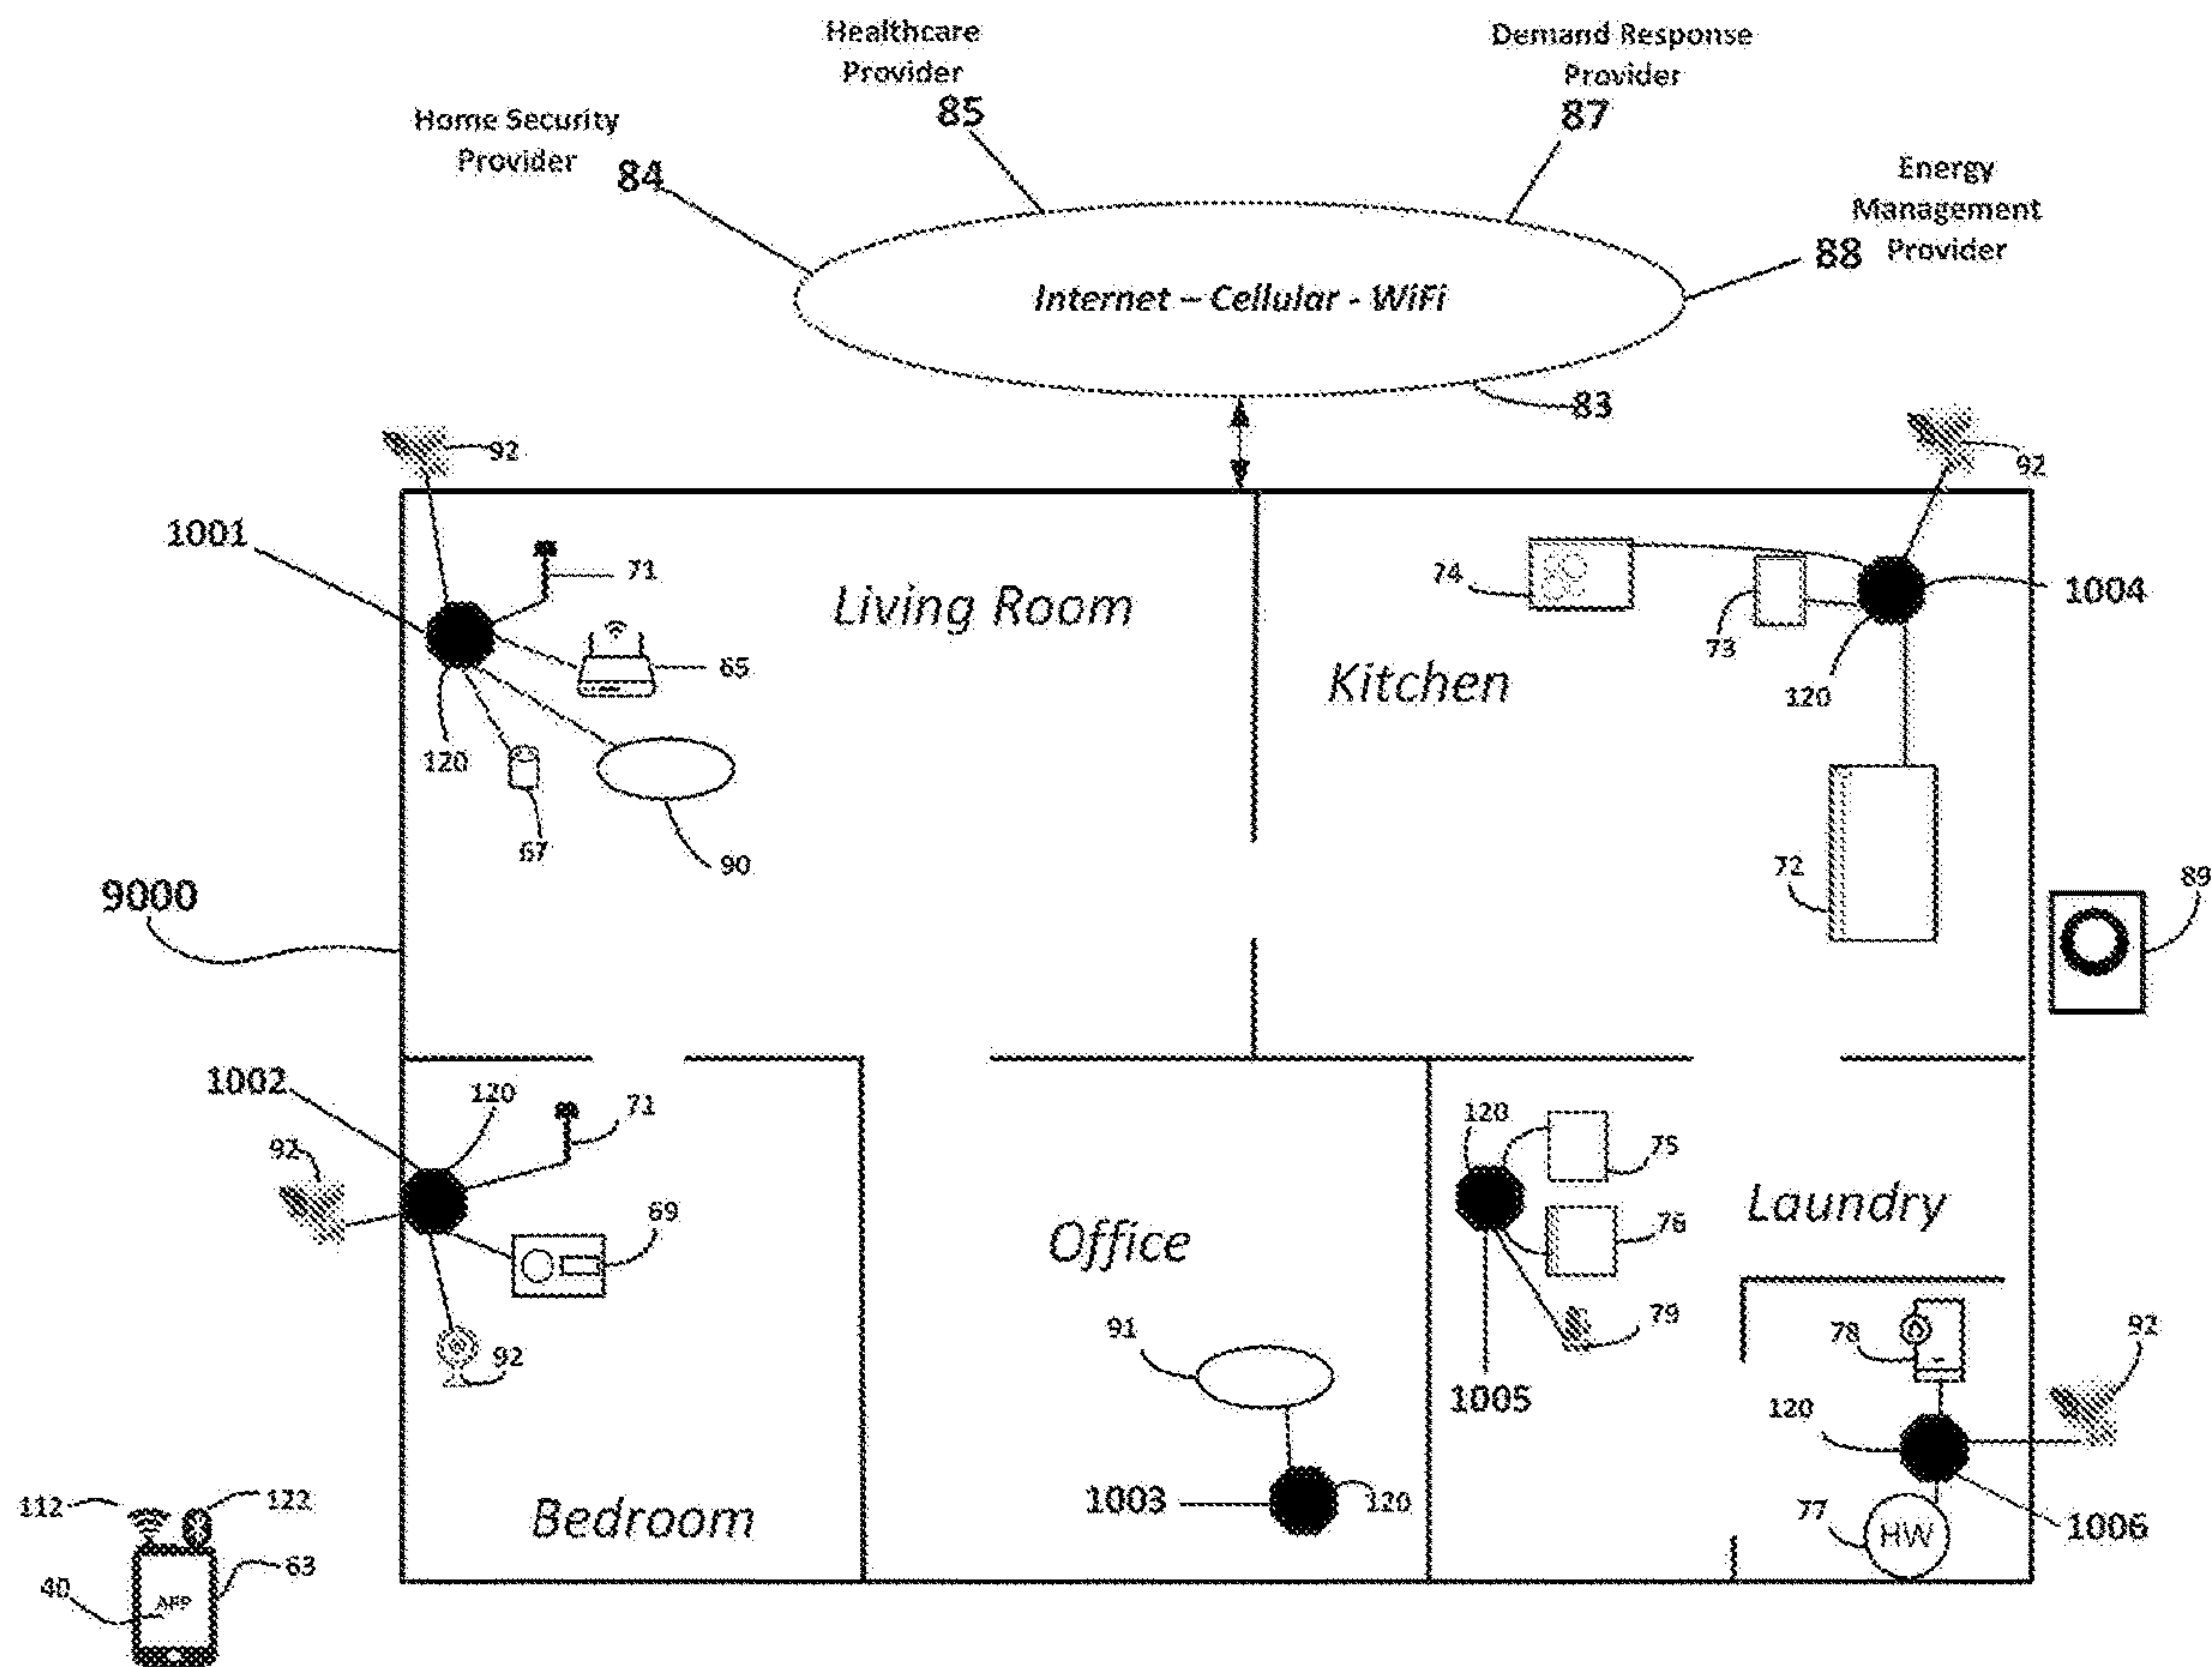 Healthcare
Provider
85
Demand Response
Provider
87
Home Security
Provider
84
Energy
Management
Provider
88
Internet – Cellular - WiFi
83
92
92
1001
71
Living Room
65
120
67
90
74
73
1004
Kitchen
120
72
89
9000
1002
120
71
92
69
92
Bedroom
Office
91
1003
120
120
75
76
79
1005
Laundry
78
92
120
77
HW
1006
112
122
63
40
APP